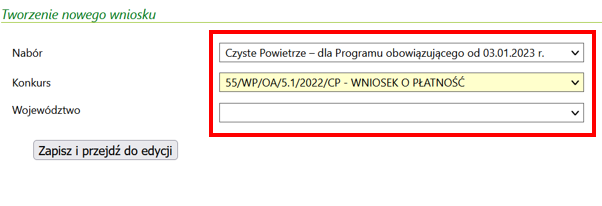 Tworzenie nowego wniosku
Nabór Czyste Powietrze – dla Programu obowiązującego od 03.01.2023 r.
Konkurs 55/WP/OA/5.1/2022/CP - WNIOSEK O PŁATNOŚĆ
Województwo
Zapisz i przejdź do edycji